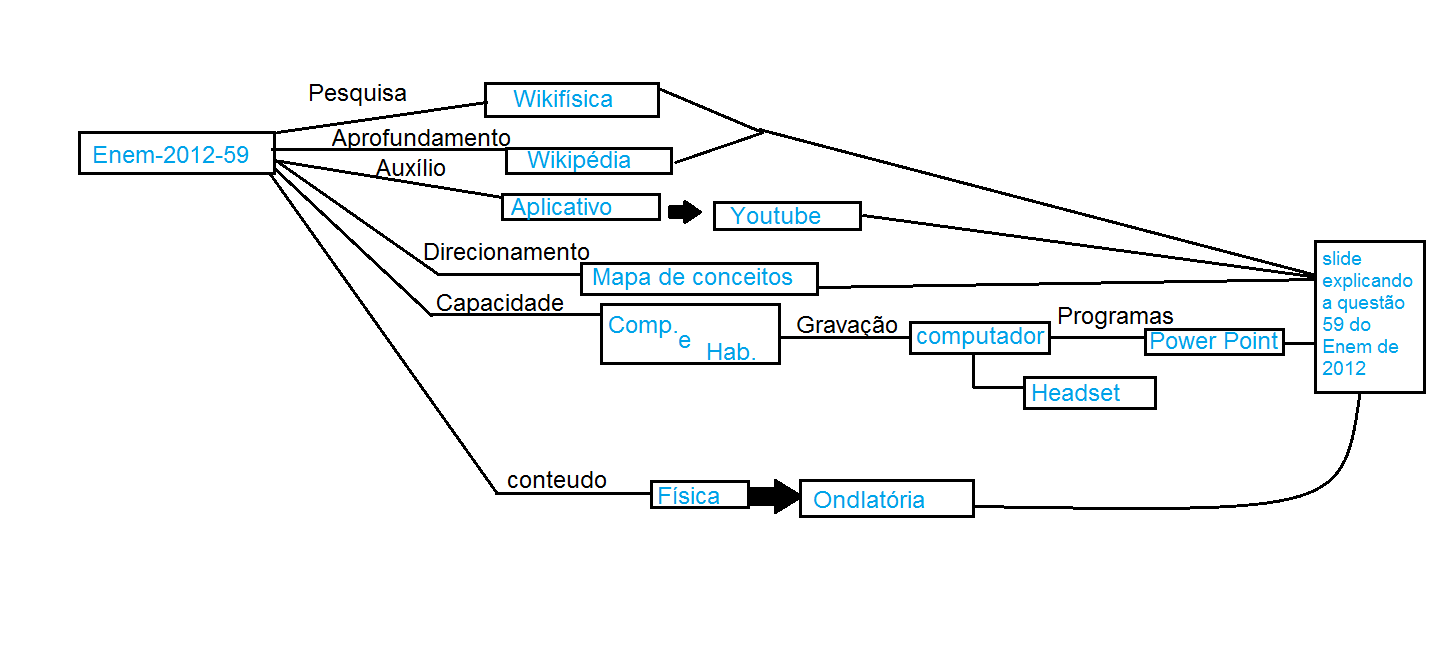 Pesquisa
Wikifísica
Enem-2012-59
Aprofundamento
Wikipédia
Auxílio
Aplicativo
Youtube
Direcionamento
Mapa de conceitos
Capacidade
Comp.
e
Hab.
Gravação
computador
Programas
Power Point
Headset
slide
explicando
a questão
59 do
Enem de
2012
conteudo
Física
Ondlatória